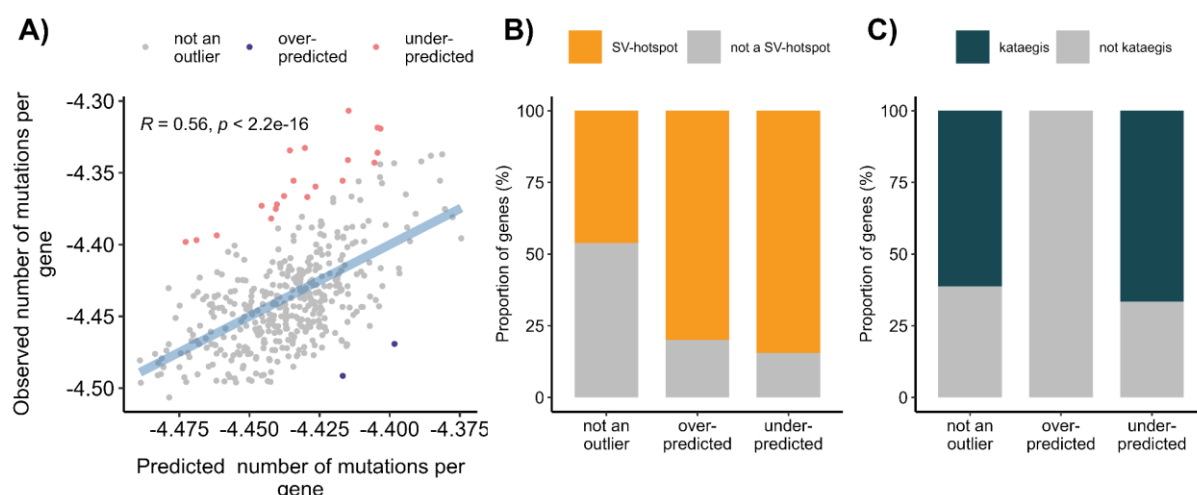 A)
not an
outlier
over-
predicted
under-
predicted
Observed number of mutations per
gene
-4.30
-4.35
-4.40
-4.45
-4.50
R = 0.56, p < 2.2e-16
-4.475 -4.450 -4.425 -4.400 -4.375
Predicted number of mutations per
gene
B)
SV-hotspot
not a SV-hotspot
Proportion of genes (%)
100
75
50
25
0
not an
outlier
over-
predicted
under-
predicted
C)
kataegis
not kataegis
Proportion of genes (%)
100
75
50
25
0
not an
outlier
over-
predicted
under-
predicted